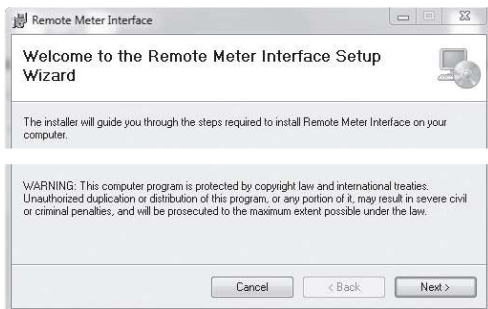 Remote Meter Interface
Welcome to the Remote Meter Interface Setup
Wizard
The installer will guide you through the steps required to install Remote Meter Interface on your
computer.
WARNING: This computer program is protected by copyright law and international treaties.
Unauthorized duplication or distribution of this program, or any portion of it, may result in severe civil
or criminal penalties, and will be prosecuted to the maximum extent possible under the law.
Cancel < Back Next >